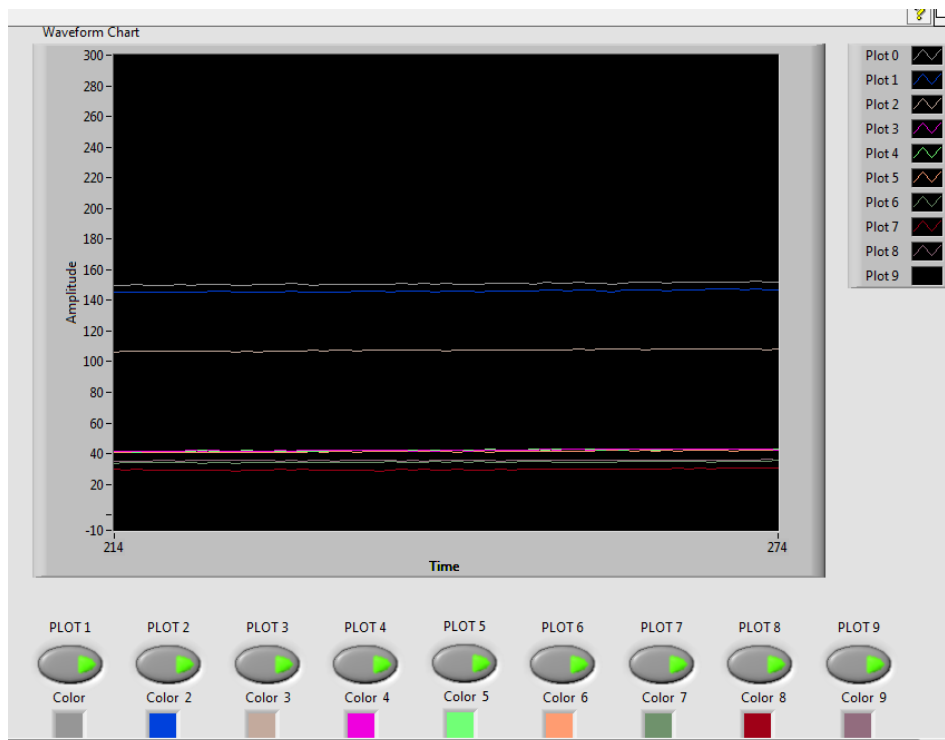 ?
Waveform Chart
300
280
260
240
220
200
180
160
140
120
100
80
60
40
20
-10
Amplitude
214
274
Time
Plot 0
Plot 1
Plot 2
Plot 3
Plot 4
Plot 5
Plot 6
Plot 7
Plot 8
Plot 9
PLOT 1 PLOT 2 PLOT 3 PLOT 4 PLOT 5 PLOT 6 PLOT 7 PLOT 8 PLOT 9
Color Color 2 Color 3 Color 4 Color 5 Color 6 Color 7 Color 8 Color 9